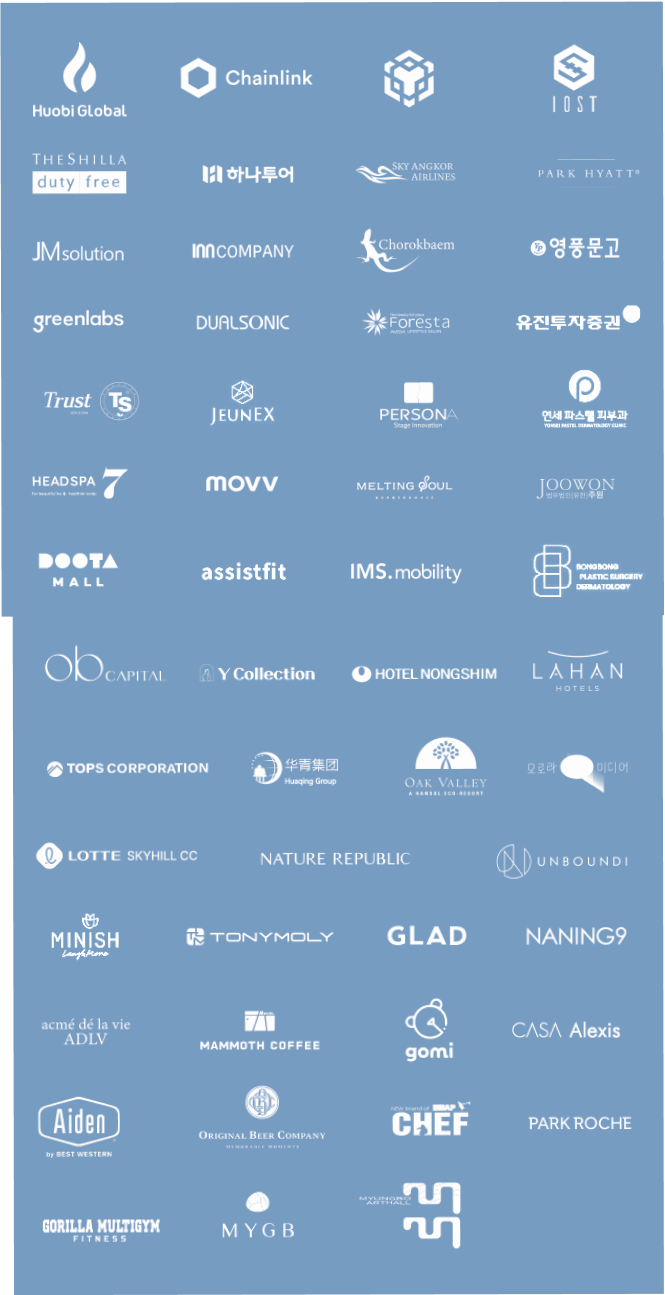 Huobi Global
Chainlink
IOST
THE SHILLA
duty free
하나투어
SKY ANGKOR
AIRLINES
PARK HYATT®
JMsolution
INNCOMPANY
Chorokbaem
영풍문고
greenlabs
DUALSONIC
Foresta
유진투자증권
Trust
TS
JEUNEX
PERSONA
Stage Innovation
연세 파스텔 피부과
YONSEI PASTEL DERMATOLOGY CLINIC
HEADSPA 7
movv
MELTING SOUL
JOOWON
법무법인(유한)주원
DOOTA
MALL
assistfit
IMS.mobility
BONGBONG
PLASTIC SURGERY
DERMATOLOGY
ob CAPITAL
Y Collection
HOTEL NONGSHIM
LAHAN
HOTELS
TOPS CORPORATION
华青集团
Huaqing Group
OAK VALLEY
A HANSOL ECO-RESORT
오로라 미디어
LOTTE SKYHILL CC
NATURE REPUBLIC
UNBOUNDI
MINISH
TONYMOLY
GLAD
NANING9
acmé dé la vie
ADLV
MAMMOTH COFFEE
gomi
CASA Alexis
Aiden
by BEST WESTERN
ORIGINAL BEER COMPANY
MEMORABLE MOMENTS
CHEF
PARK ROCHE
GORILLA MULTIGYM
FITNESS
MYGB
MYUNGBO
ARTHALL